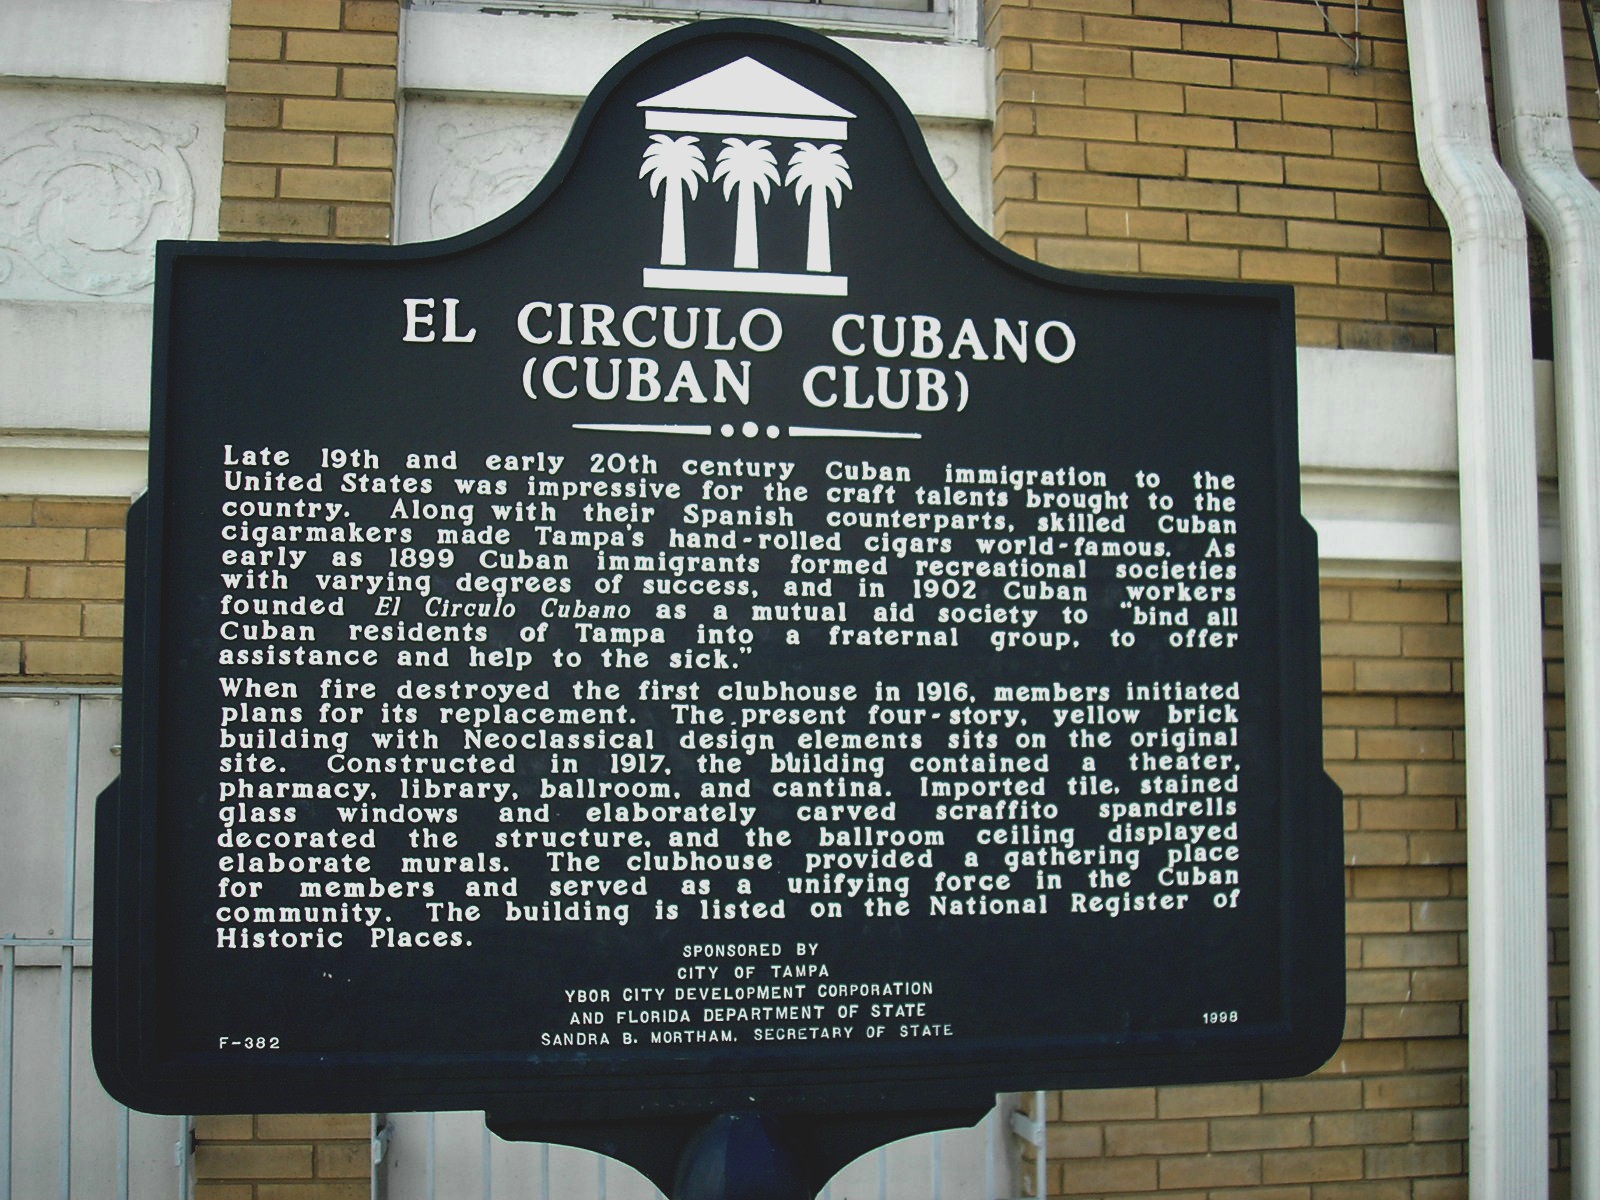 EL CIRCULO CUBANO
(CUBAN CLUB)
Late 19th and early 20th century Cuban immigration to the
United States was impressive for the craft talents brought to the
country. Along with their Spanish counterparts, skilled Cuban
cigarmakers made Tampa's hand-rolled cigars world-famous. As
early as 1899 Cuban immigrants formed recreational societies
with varying degrees of success, and in 1902 Cuban workers
founded El Circulo Cubano as a mutual aid society to "bind all
Cuban residents of Tampa into a fraternal group, to offer
assistance and help to the sick."
When fire destroyed the first clubhouse in 1916, members initiated
plans for its replacement. The present four-story, yellow brick
building with Neoclassical design elements sits on the original
site. Constructed in 1917, the building contained a theater,
pharmacy, library, ballroom, and cantina. Imported tile, stained
glass windows and elaborately carved scraffito spandrells
decorated the structure, and the ballroom ceiling displayed
elaborate murals. The clubhouse provided a gathering place
for members and served as a unifying force in the Cuban
community. The building is listed on the National Register of
Historic Places.
SPONSORED BY
CITY OF TAMPA
YBOR CITY DEVELOPMENT CORPORATION
AND FLORIDA DEPARTMENT OF STATE
SANDRA B. MORTHAM, SECRETARY OF STATE
F-382
1998